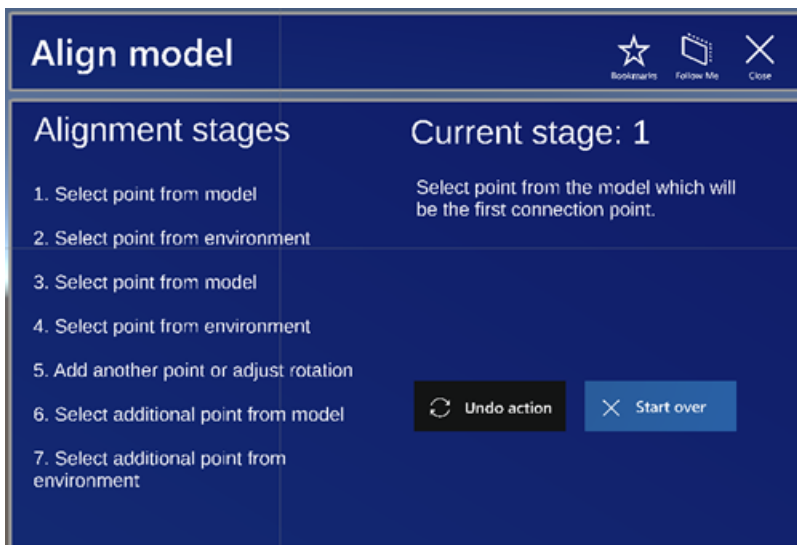 Align model
Bookmarks
Follow Me
Close
Alignment stages
1. Select point from model
2. Select point from environment
3. Select point from model
4. Select point from environment
5. Add another point or adjust rotation
6. Select additional point from model
7. Select additional point from
environment
Current stage: 1
Select point from the model which will
be the first connection point.
Undo action
Start over